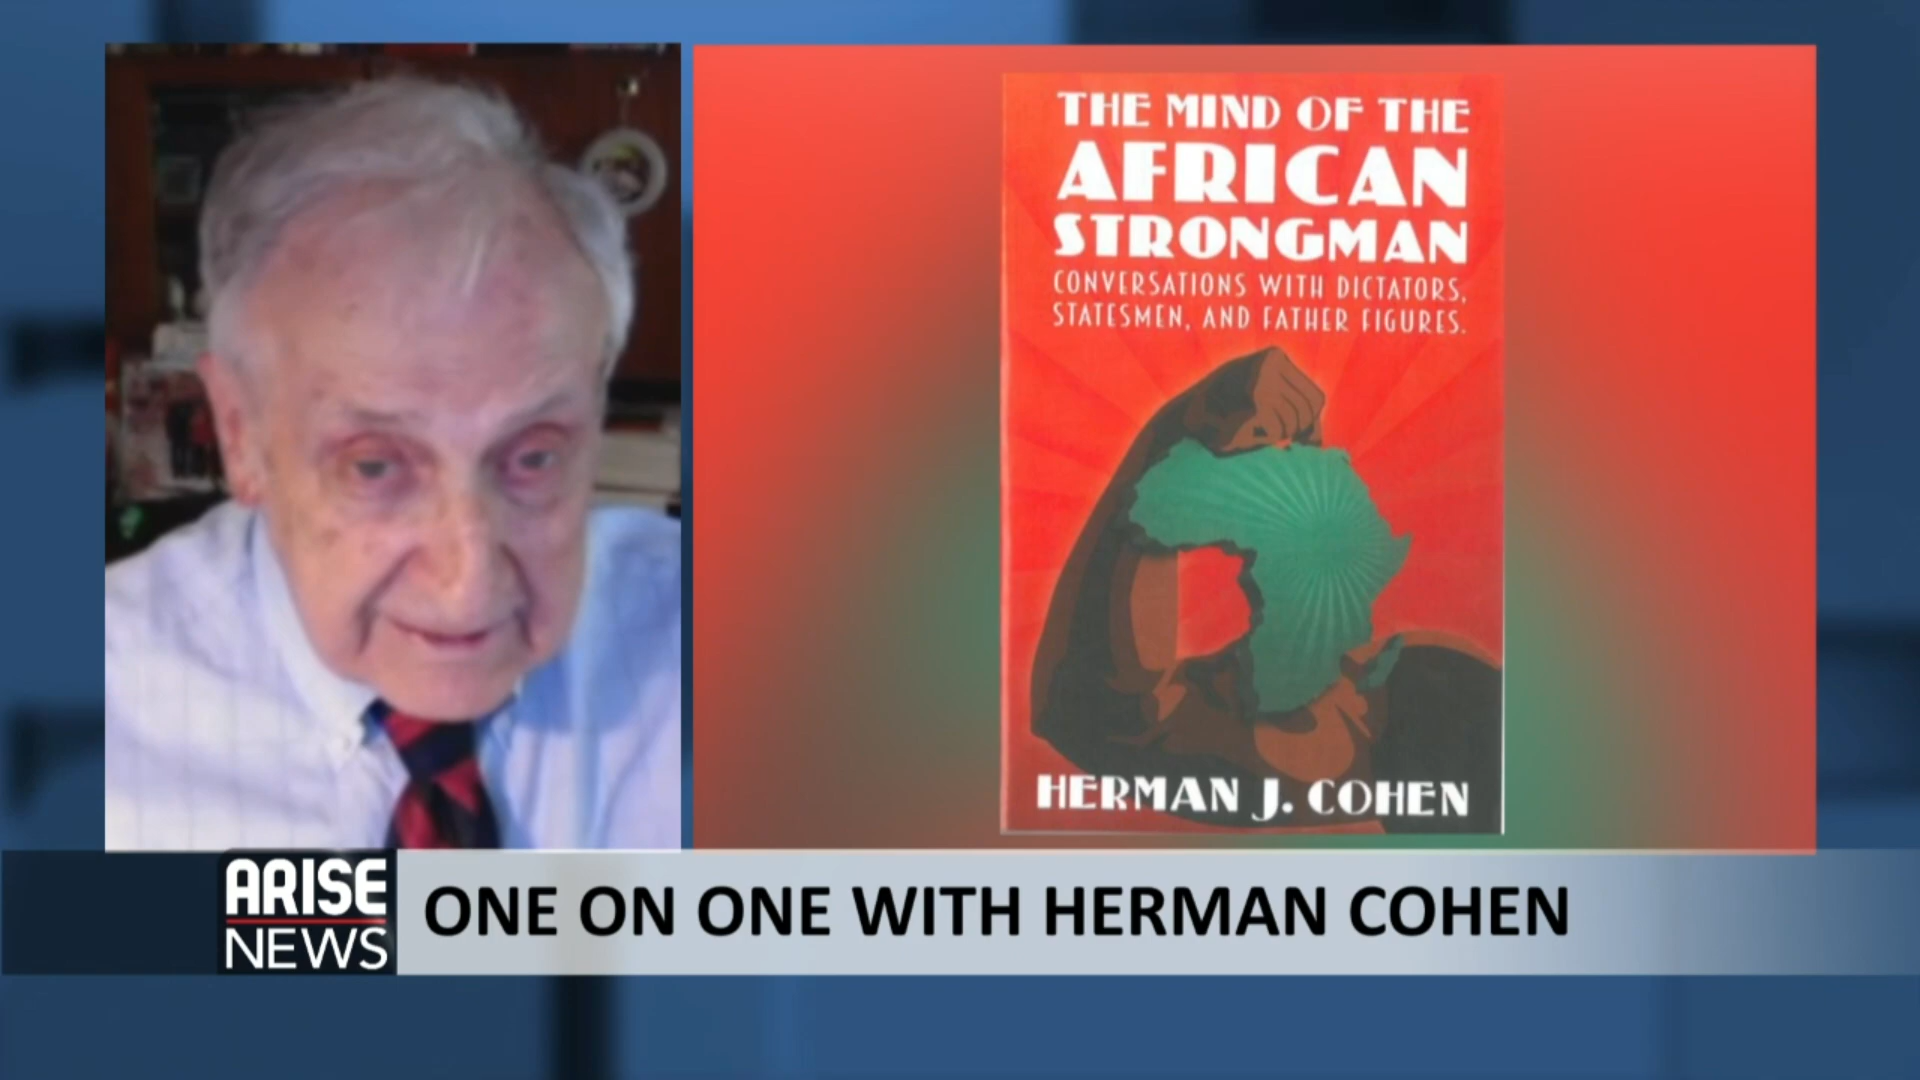 THE MIND OF THE
AFRICAN
STRONGMAN
CONVERSATIONS WITH DICTATORS,
STATESMEN, AND FATHER FIGURES.
HERMAN J. COHEN
ARISE
NEWS
ONE ON ONE WITH HERMAN COHEN